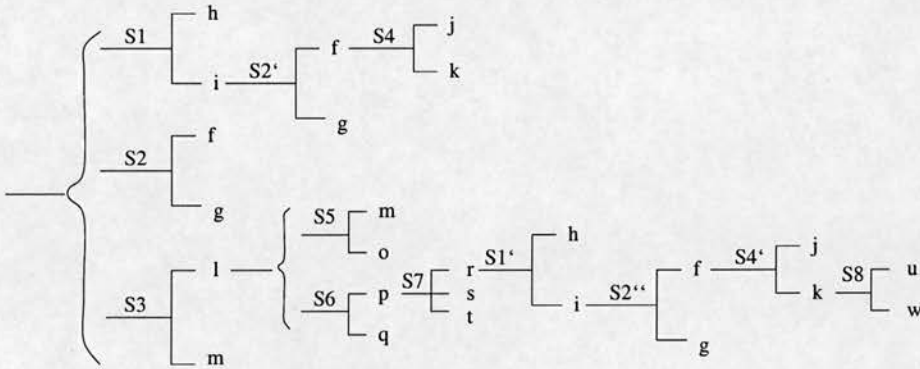 h
S1
i
S2‘
f
S4
j
k
g
S2
f
g
S3
l
m
S5
m
o
S6
p
q
S7
r
s
t
S1‘
h
i
S2‘‘
f
g
S4‘
j
k
S8
u
w